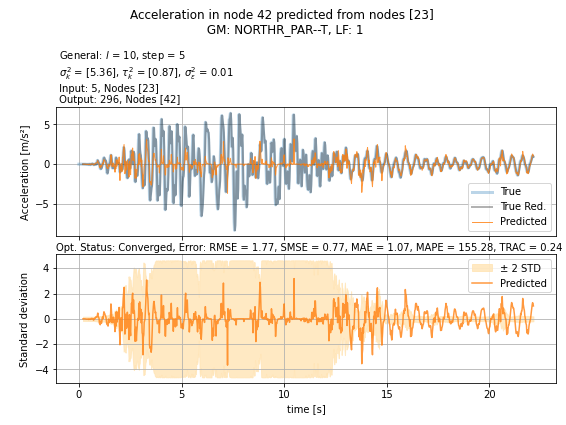 Acceleration in node 42 predicted from nodes [23]
GM: NORTHR_PAR--T, LF: 1
General: l = 10, step = 5
σ²ₖ = [5.36], τ²ₖ = [0.87], σ²ₑ = 0.01
Input: 5, Nodes [23]
Output: 296, Nodes [42]
Acceleration [m/s²]
5
0
−5
True
True Red.
Predicted
Opt. Status: Converged, Error: RMSE = 1.77, SMSE = 0.77, MAE = 1.07, MAPE = 155.28, TRAC = 0.24
Standard deviation
4
2
0
−2
−4
± 2 STD
Predicted
0 5 10 15 20
time [s]